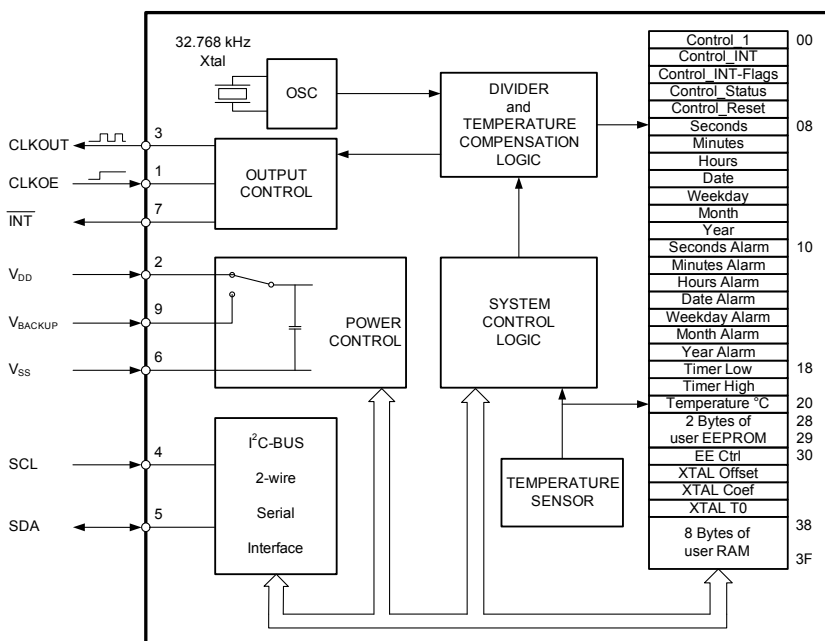 32.768 kHz
Xtal
OSC
DIVIDER
and
TEMPERATURE
COMPENSATION
LOGIC
CLKOUT
3
CLKOE
1
INT
7
OUTPUT
CONTROL
VDD
2
VBACKUP
9
VSS
6
POWER
CONTROL
SYSTEM
CONTROL
LOGIC
SCL
4
SDA
5
I²C-BUS
2-wire
Serial
Interface
TEMPERATURE
SENSOR
Control_1 00
Control_INT
Control_INT-Flags
Control_Status
Control_Reset
Seconds 08
Minutes
Hours
Date
Weekday
Month
Year
Seconds Alarm 10
Minutes Alarm
Hours Alarm
Date Alarm
Weekday Alarm
Month Alarm
Year Alarm
Timer Low 18
Timer High
Temperature °C 20
2 Bytes of 28
user EEPROM 29
EE Ctrl 30
XTAL Offset
XTAL Coef
XTAL T0
38
8 Bytes of
user RAM
3F